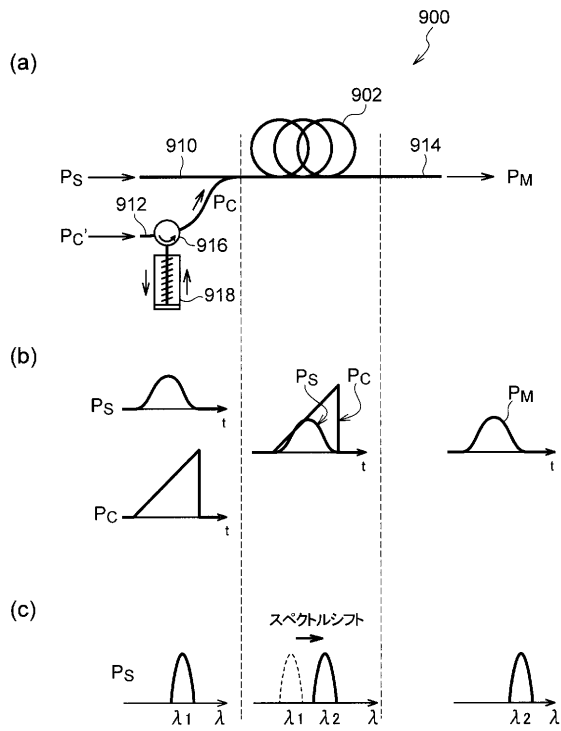 900
(a)
902
910
914
PS
PM
912
PC
PC'
916
918
(b)
PS
PC
PM
PS
t
t
t
PC
t
(c)
スペクトルシフト
PS
λ1 λ
λ1 λ2 λ
λ2 λ